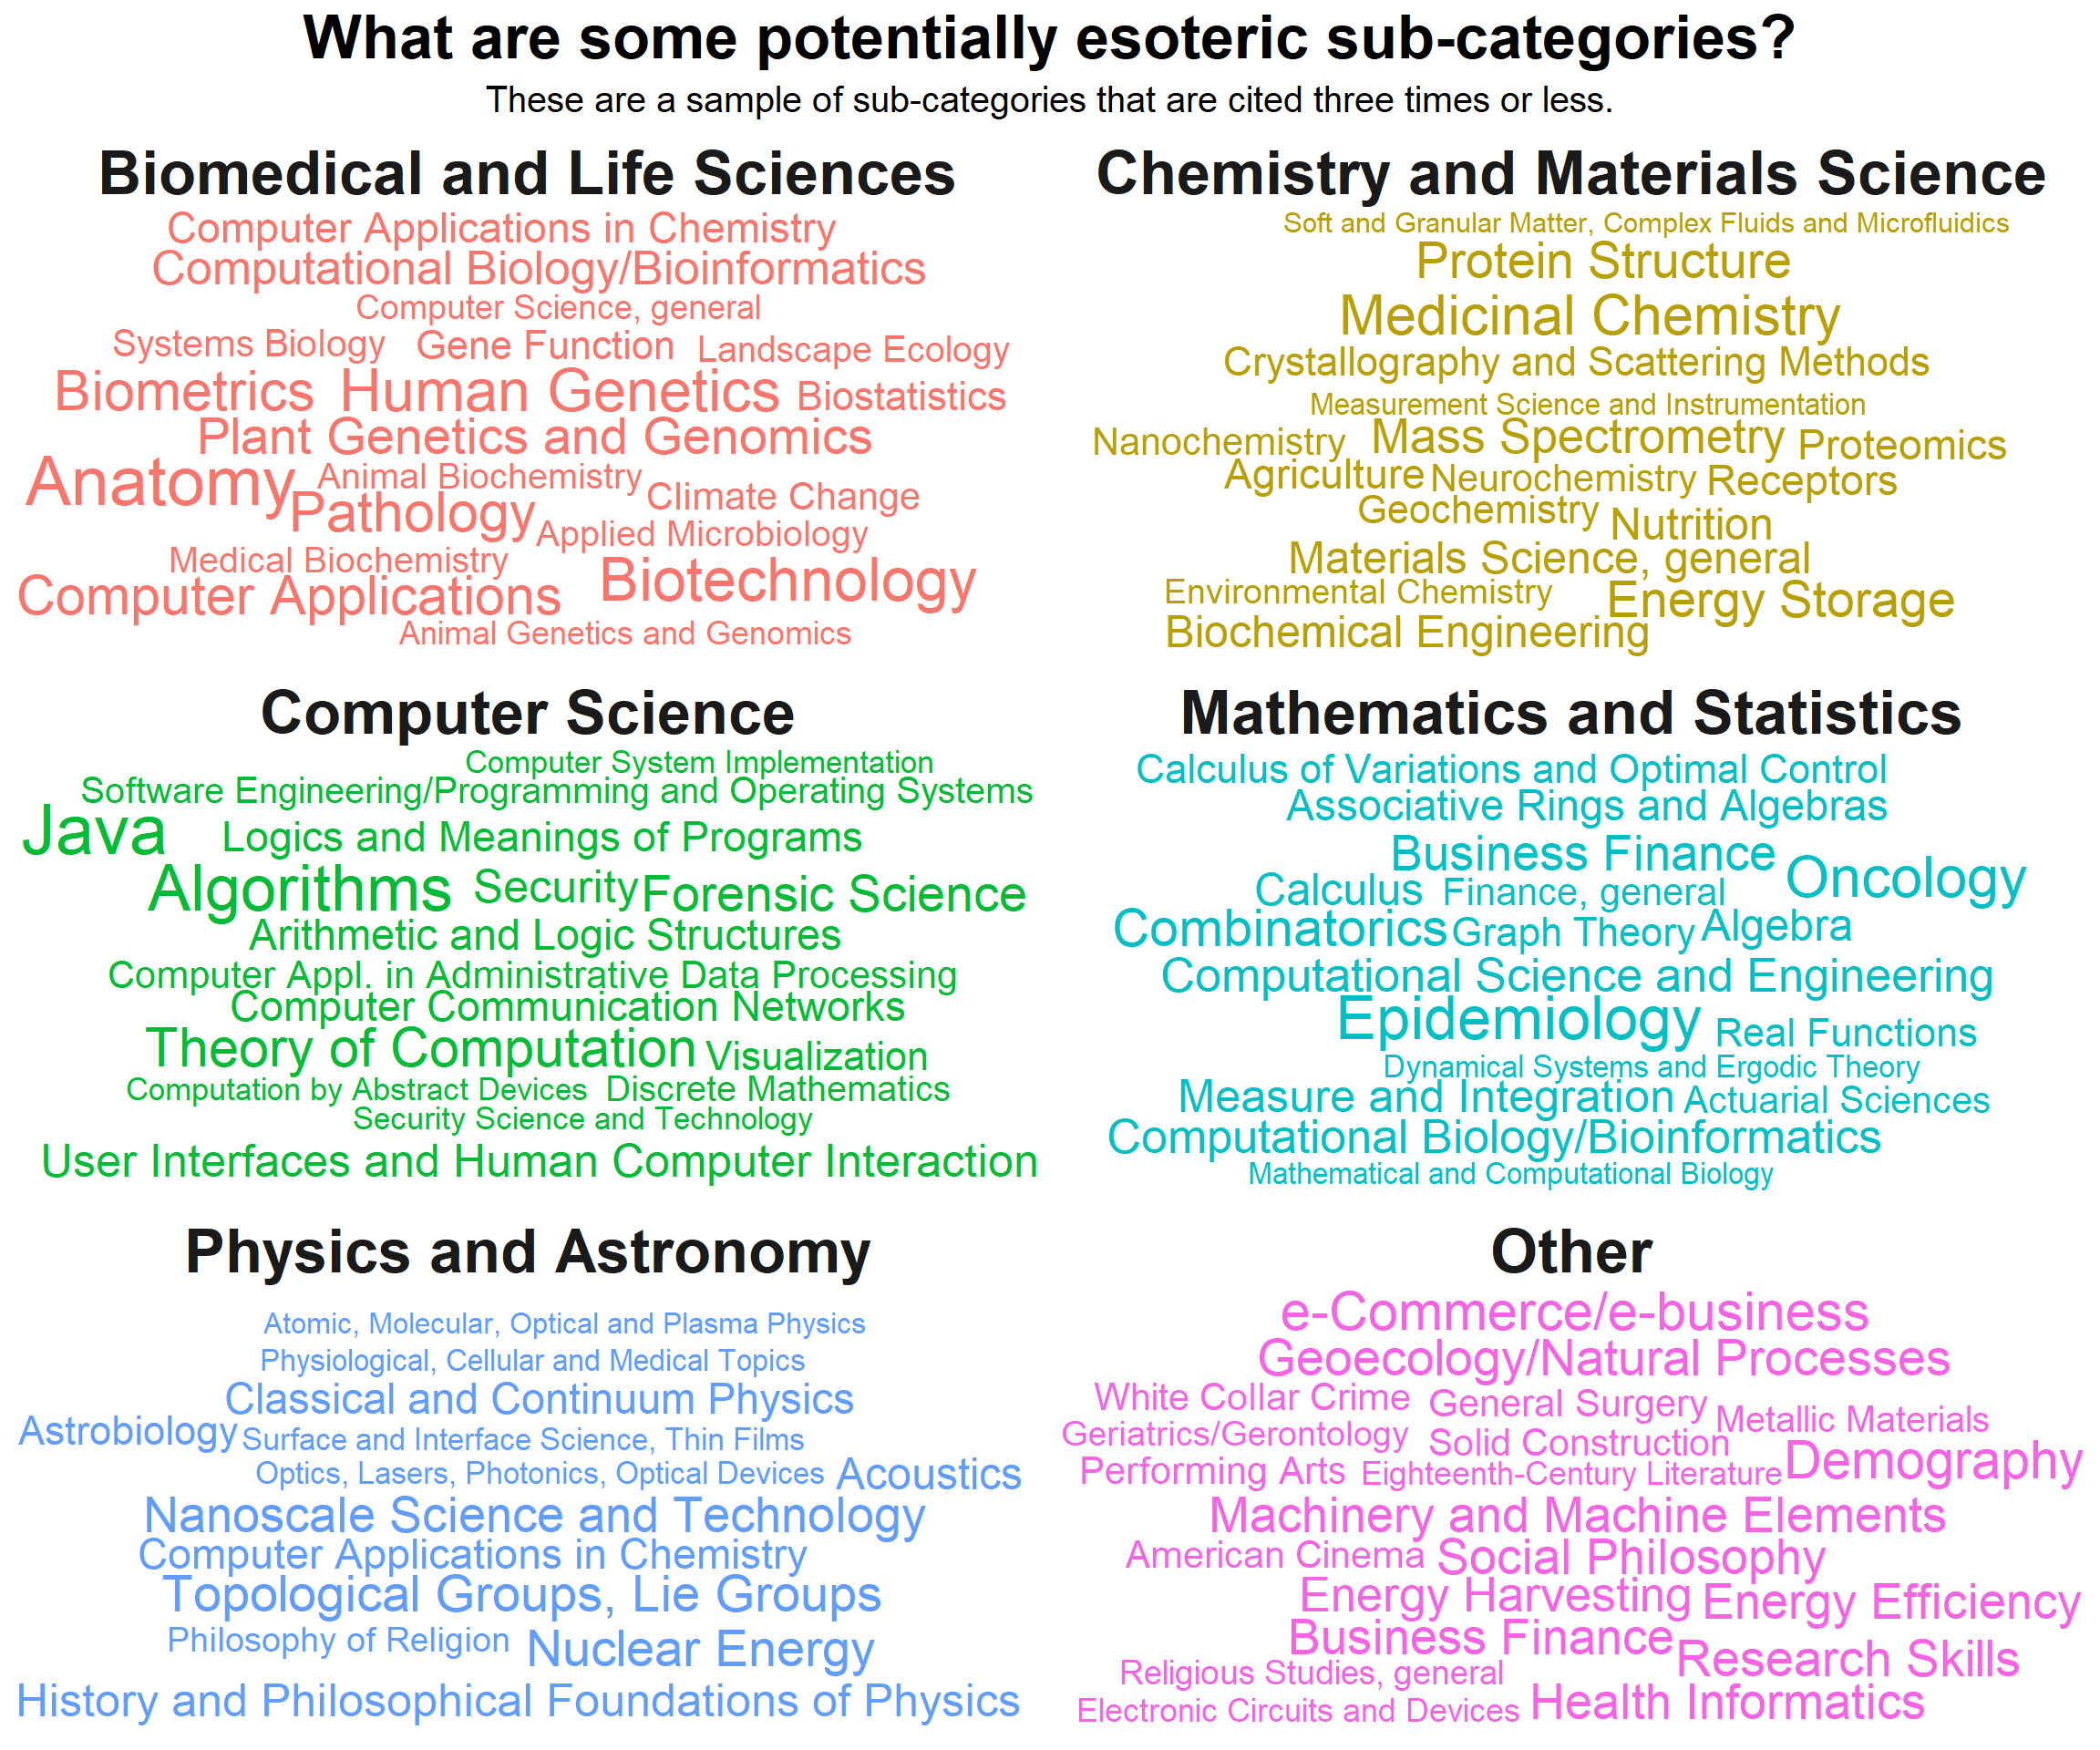 What are some potentially esoteric sub-categories?
These are a sample of sub-categories that are cited three times or less.
Biomedical and Life Sciences
Computer Applications in Chemistry
Computational Biology/Bioinformatics
Computer Science, general
Systems Biology
Gene Function
Landscape Ecology
Biometrics
Human Genetics
Biostatistics
Plant Genetics and Genomics
Anatomy
Animal Biochemistry
Pathology
Climate Change
Applied Microbiology
Medical Biochemistry
Computer Applications
Biotechnology
Animal Genetics and Genomics
Chemistry and Materials Science
Soft and Granular Matter, Complex Fluids and Microfluidics
Protein Structure
Medicinal Chemistry
Crystallography and Scattering Methods
Measurement Science and Instrumentation
Nanochemistry
Mass Spectrometry
Proteomics
Agriculture
Neurochemistry
Receptors
Geochemistry
Nutrition
Materials Science, general
Environmental Chemistry
Energy Storage
Biochemical Engineering
Computer Science
Computer System Implementation
Software Engineering/Programming and Operating Systems
Java
Logics and Meanings of Programs
Algorithms
Security
Forensic Science
Arithmetic and Logic Structures
Computer Appl. in Administrative Data Processing
Computer Communication Networks
Theory of Computation
Visualization
Computation by Abstract Devices
Discrete Mathematics
Security Science and Technology
User Interfaces and Human Computer Interaction
Mathematics and Statistics
Calculus of Variations and Optimal Control
Associative Rings and Algebras
Business Finance
Oncology
Calculus
Finance, general
Combinatorics
Graph Theory
Algebra
Computational Science and Engineering
Epidemiology
Real Functions
Dynamical Systems and Ergodic Theory
Measure and Integration
Actuarial Sciences
Computational Biology/Bioinformatics
Mathematical and Computational Biology
Physics and Astronomy
Atomic, Molecular, Optical and Plasma Physics
Physiological, Cellular and Medical Topics
Classical and Continuum Physics
Astrobiology
Surface and Interface Science, Thin Films
Optics, Lasers, Photonics, Optical Devices
Acoustics
Nanoscale Science and Technology
Computer Applications in Chemistry
Topological Groups, Lie Groups
Philosophy of Religion
Nuclear Energy
History and Philosophical Foundations of Physics
Other
e-Commerce/e-business
Geoecology/Natural Processes
White Collar Crime
General Surgery
Metallic Materials
Geriatrics/Gerontology
Solid Construction
Demography
Performing Arts
Eighteenth-Century Literature
Machinery and Machine Elements
American Cinema
Social Philosophy
Energy Harvesting
Energy Efficiency
Business Finance
Research Skills
Religious Studies, general
Electronic Circuits and Devices
Health Informatics